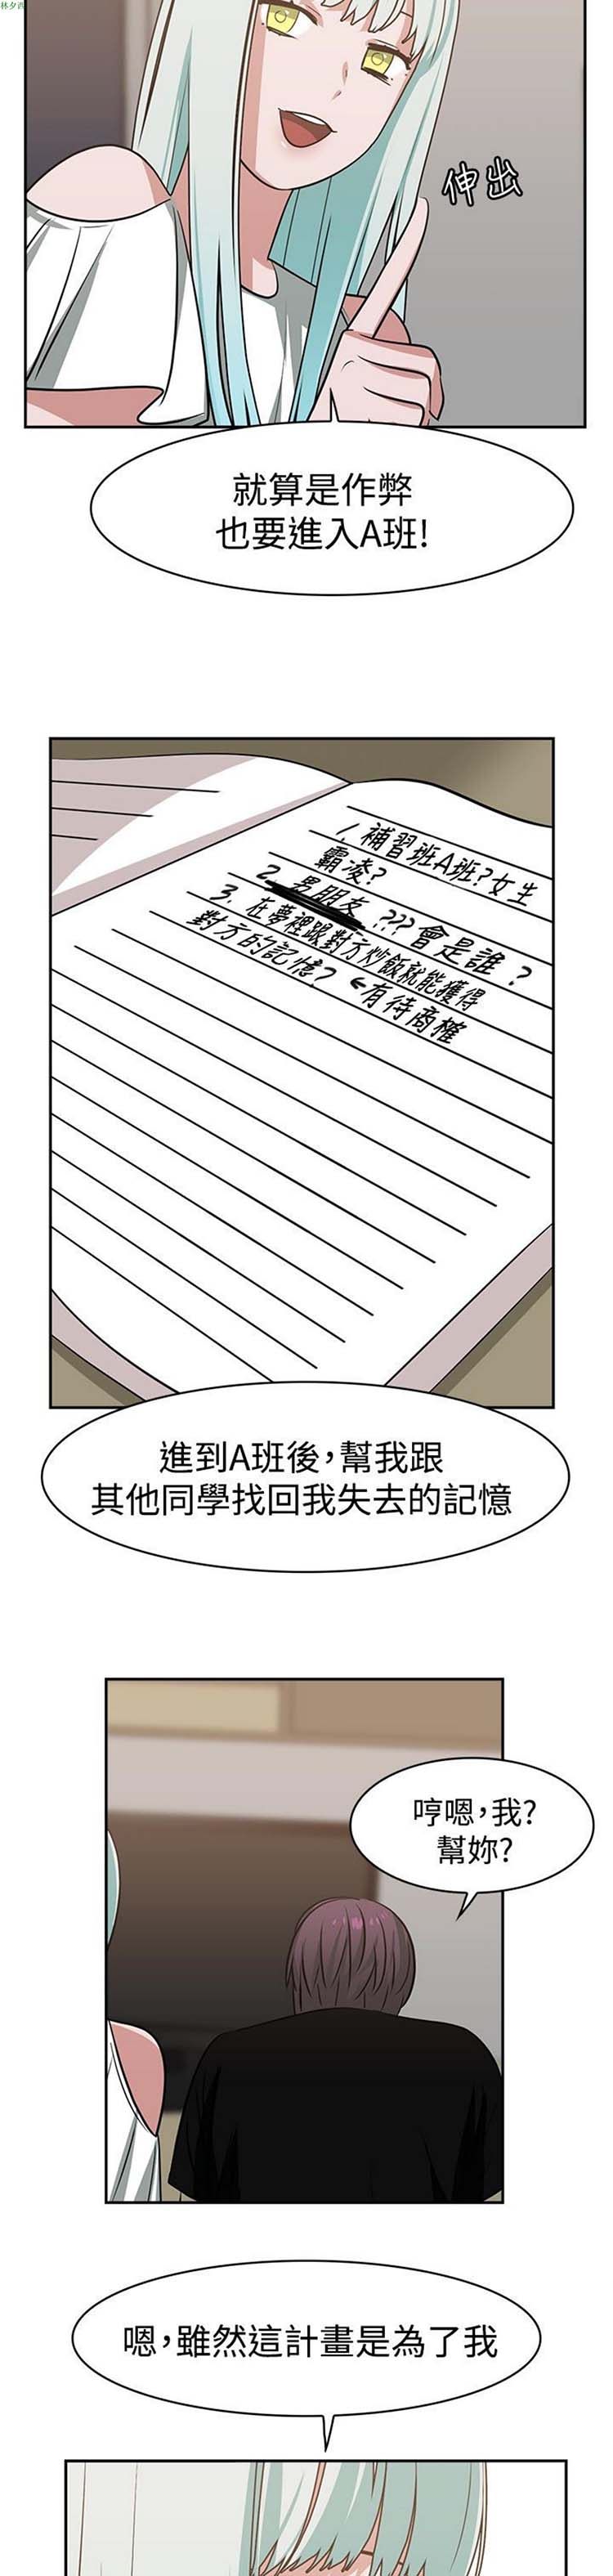 林夕西
伸出
就算是作弊
也要進入A班!
1. 補習班A班?女生
霸凌?
2. 男朋友 ??? 會是誰?
3. 在夢裡跟對方炒飯就能獲得
對方的記憶? ←有待商榷
進到A班後,幫我跟
其他同學找回我失去的記憶
哼嗯,我?
幫妳?
嗯,雖然這計畫是為了我